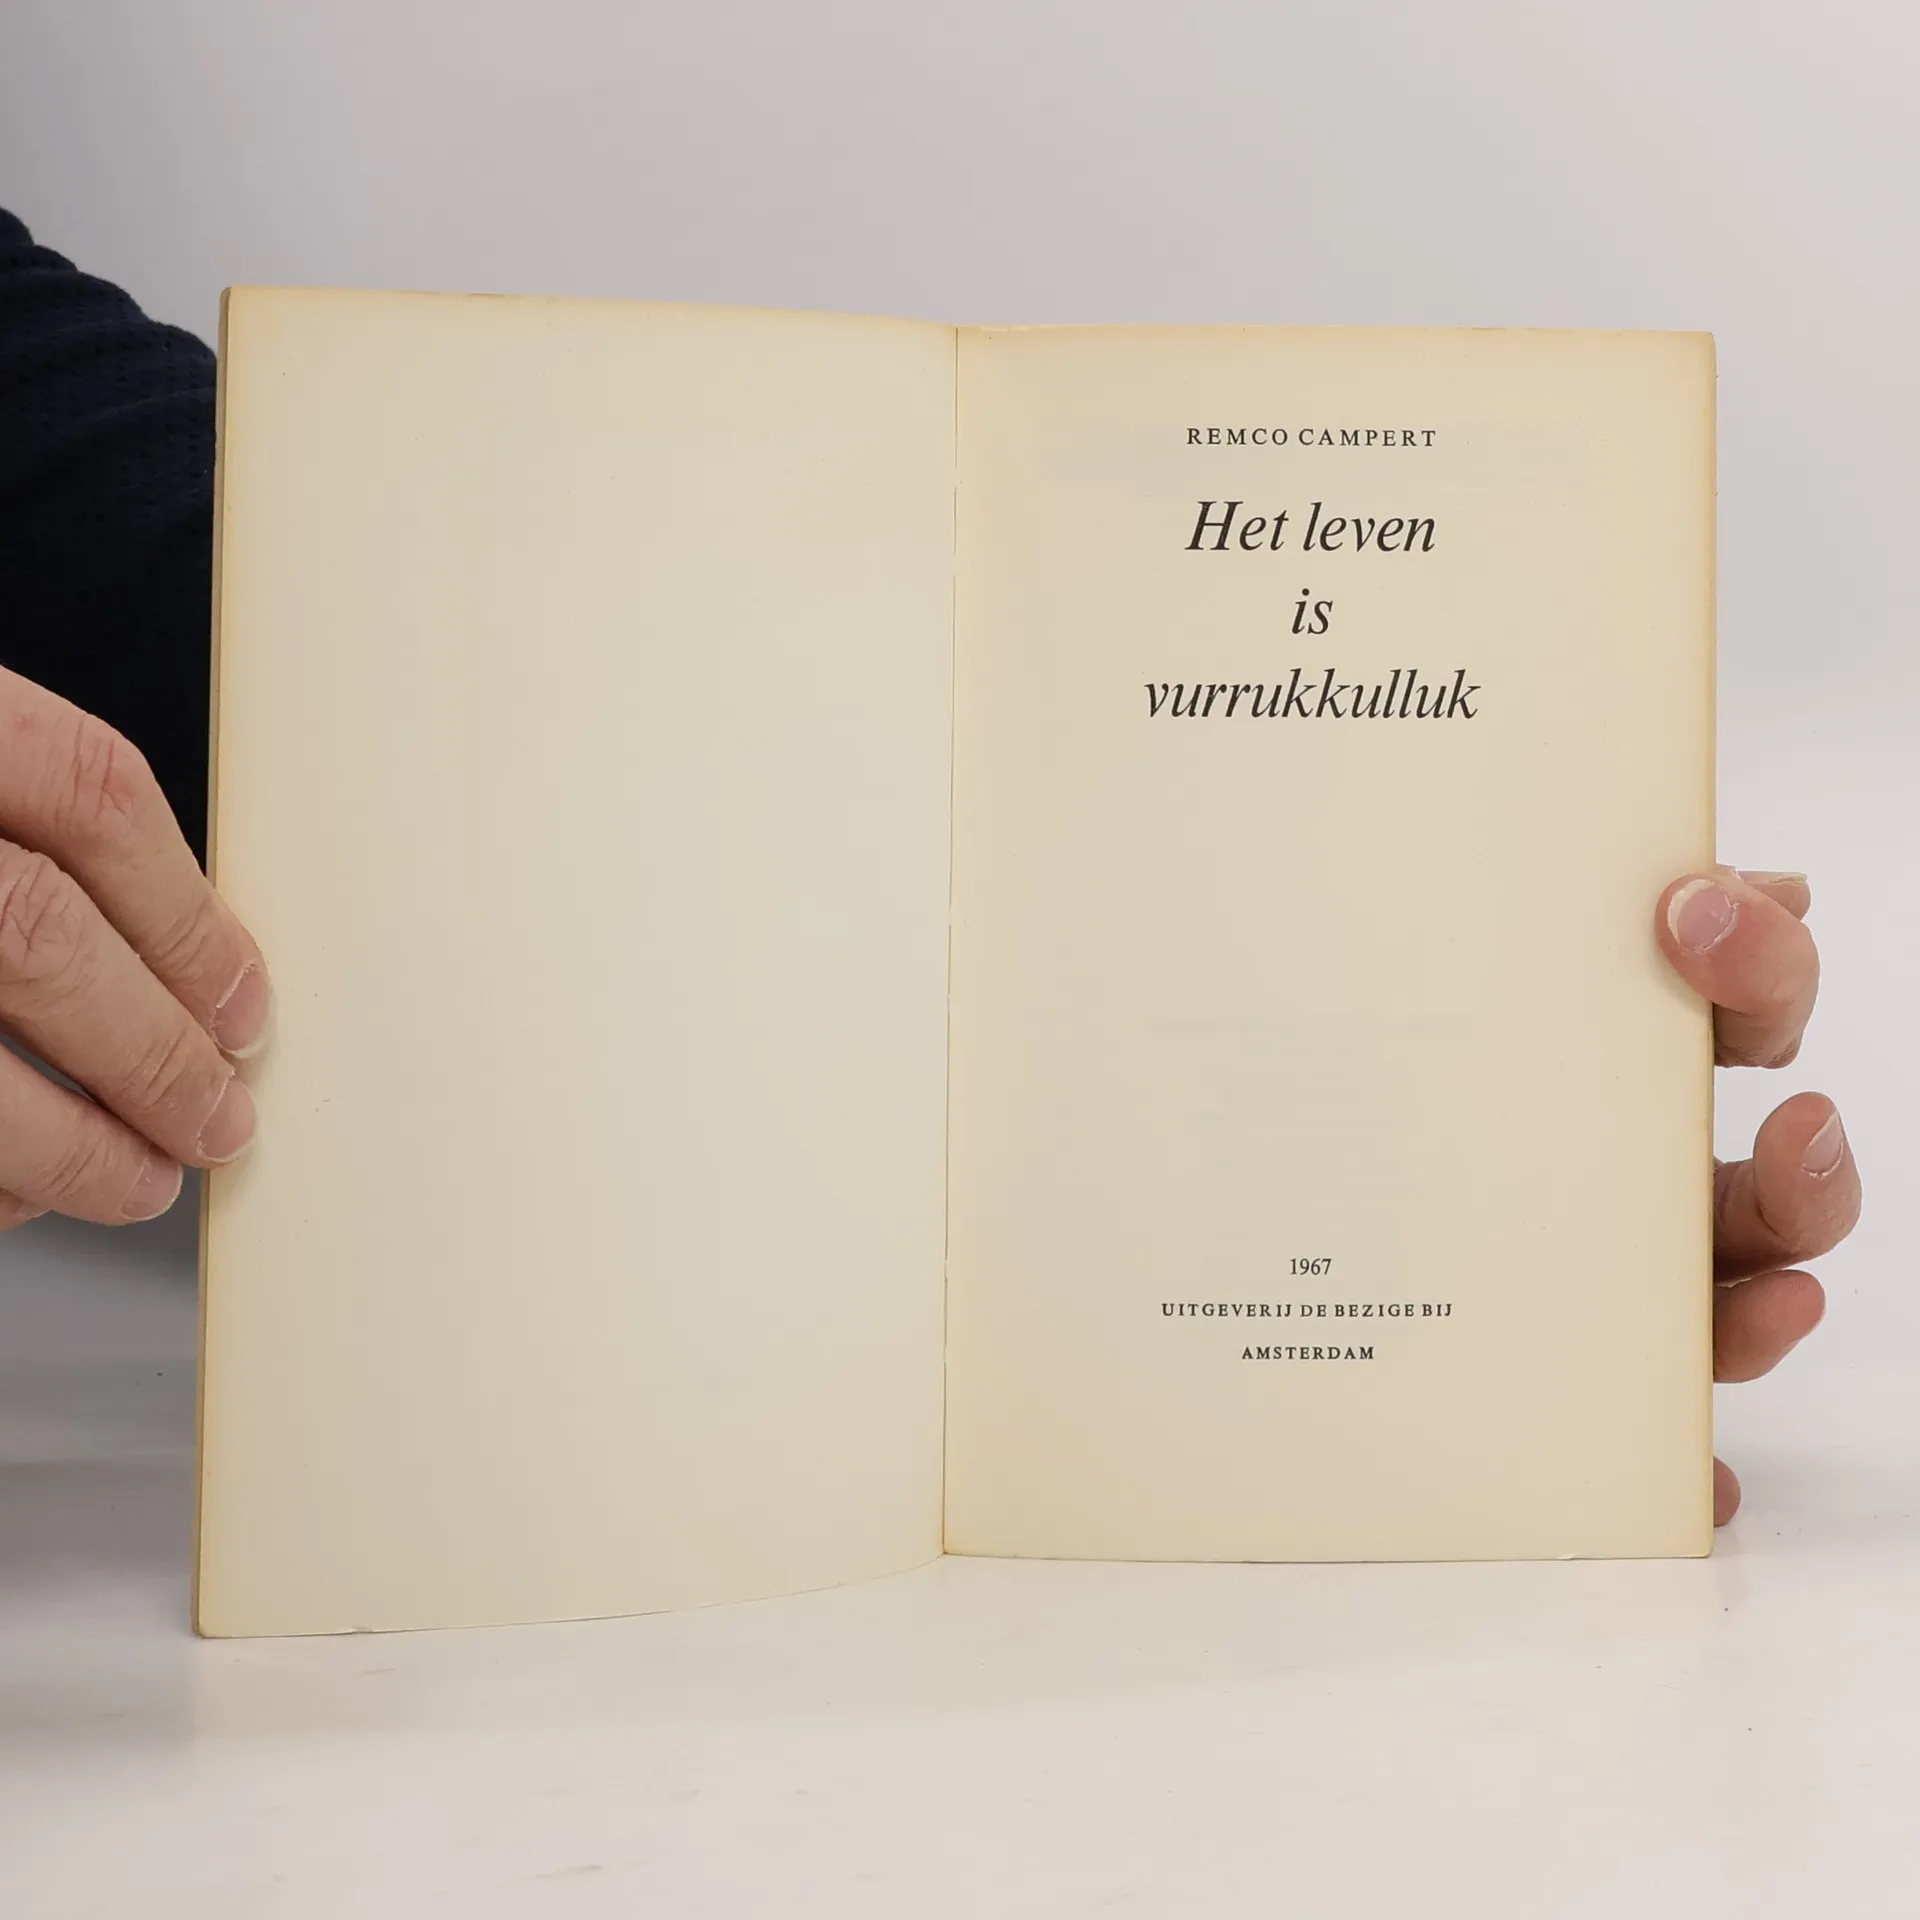 REMCO CAMPERT
Het leven
is
vurrukkulluk
1967
UITGEVERIJ DE BEZIGE BIJ
AMSTERDAM